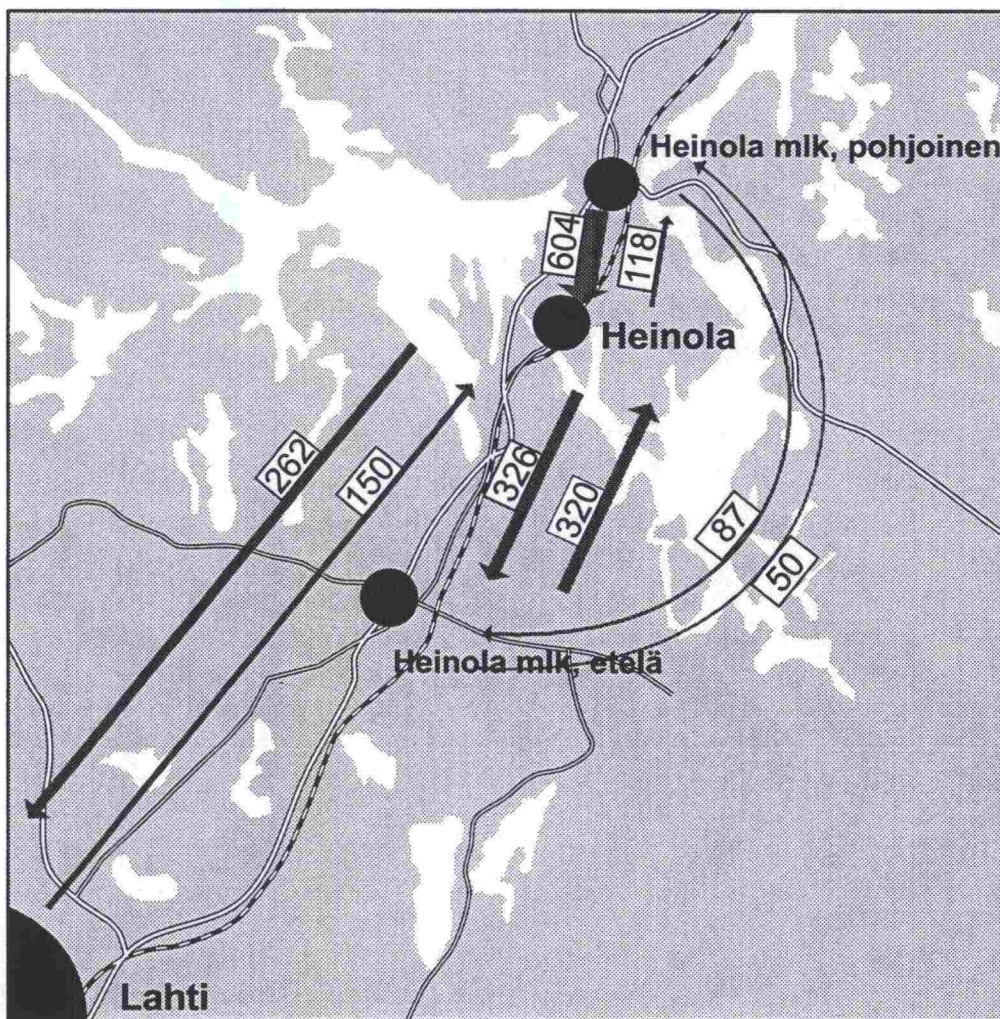 Heinola mlk, pohjoinen
604
118
Heinola
262
150
326
320
87
50
Heinola mlk, etelä
Lahti